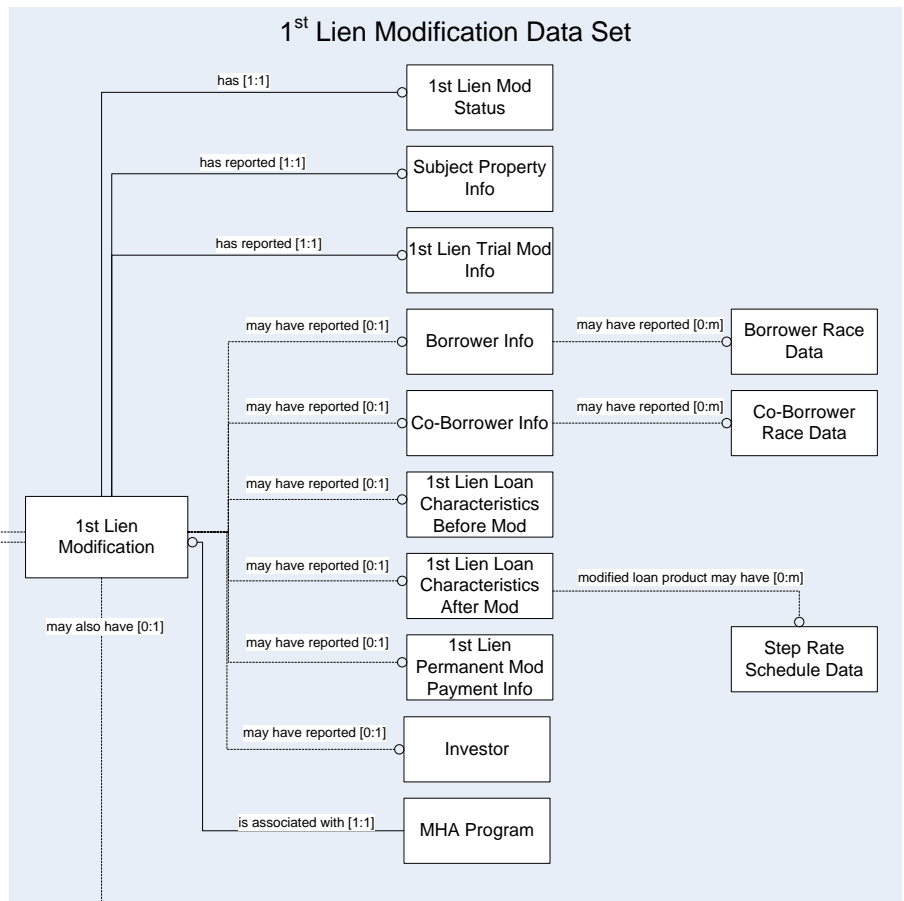 1st Lien Modification Data Set
has [1:1]
1st Lien Mod
Status
has reported [1:1]
Subject Property
Info
has reported [1:1]
1st Lien Trial Mod
Info
may have reported [0:1]
Borrower Info
may have reported [0:m]
Borrower Race
Data
may have reported [0:1]
Co-Borrower Info
may have reported [0:m]
Co-Borrower
Race Data
may have reported [0:1]
1st Lien Loan
Characteristics
Before Mod
1st Lien
Modification
may have reported [0:1]
1st Lien Loan
Characteristics
After Mod
modified loan product may have [0:m]
Step Rate
Schedule Data
may also have [0:1]
may have reported [0:1]
1st Lien
Permanent Mod
Payment Info
may have reported [0:1]
Investor
is associated with [1:1]
MHA Program